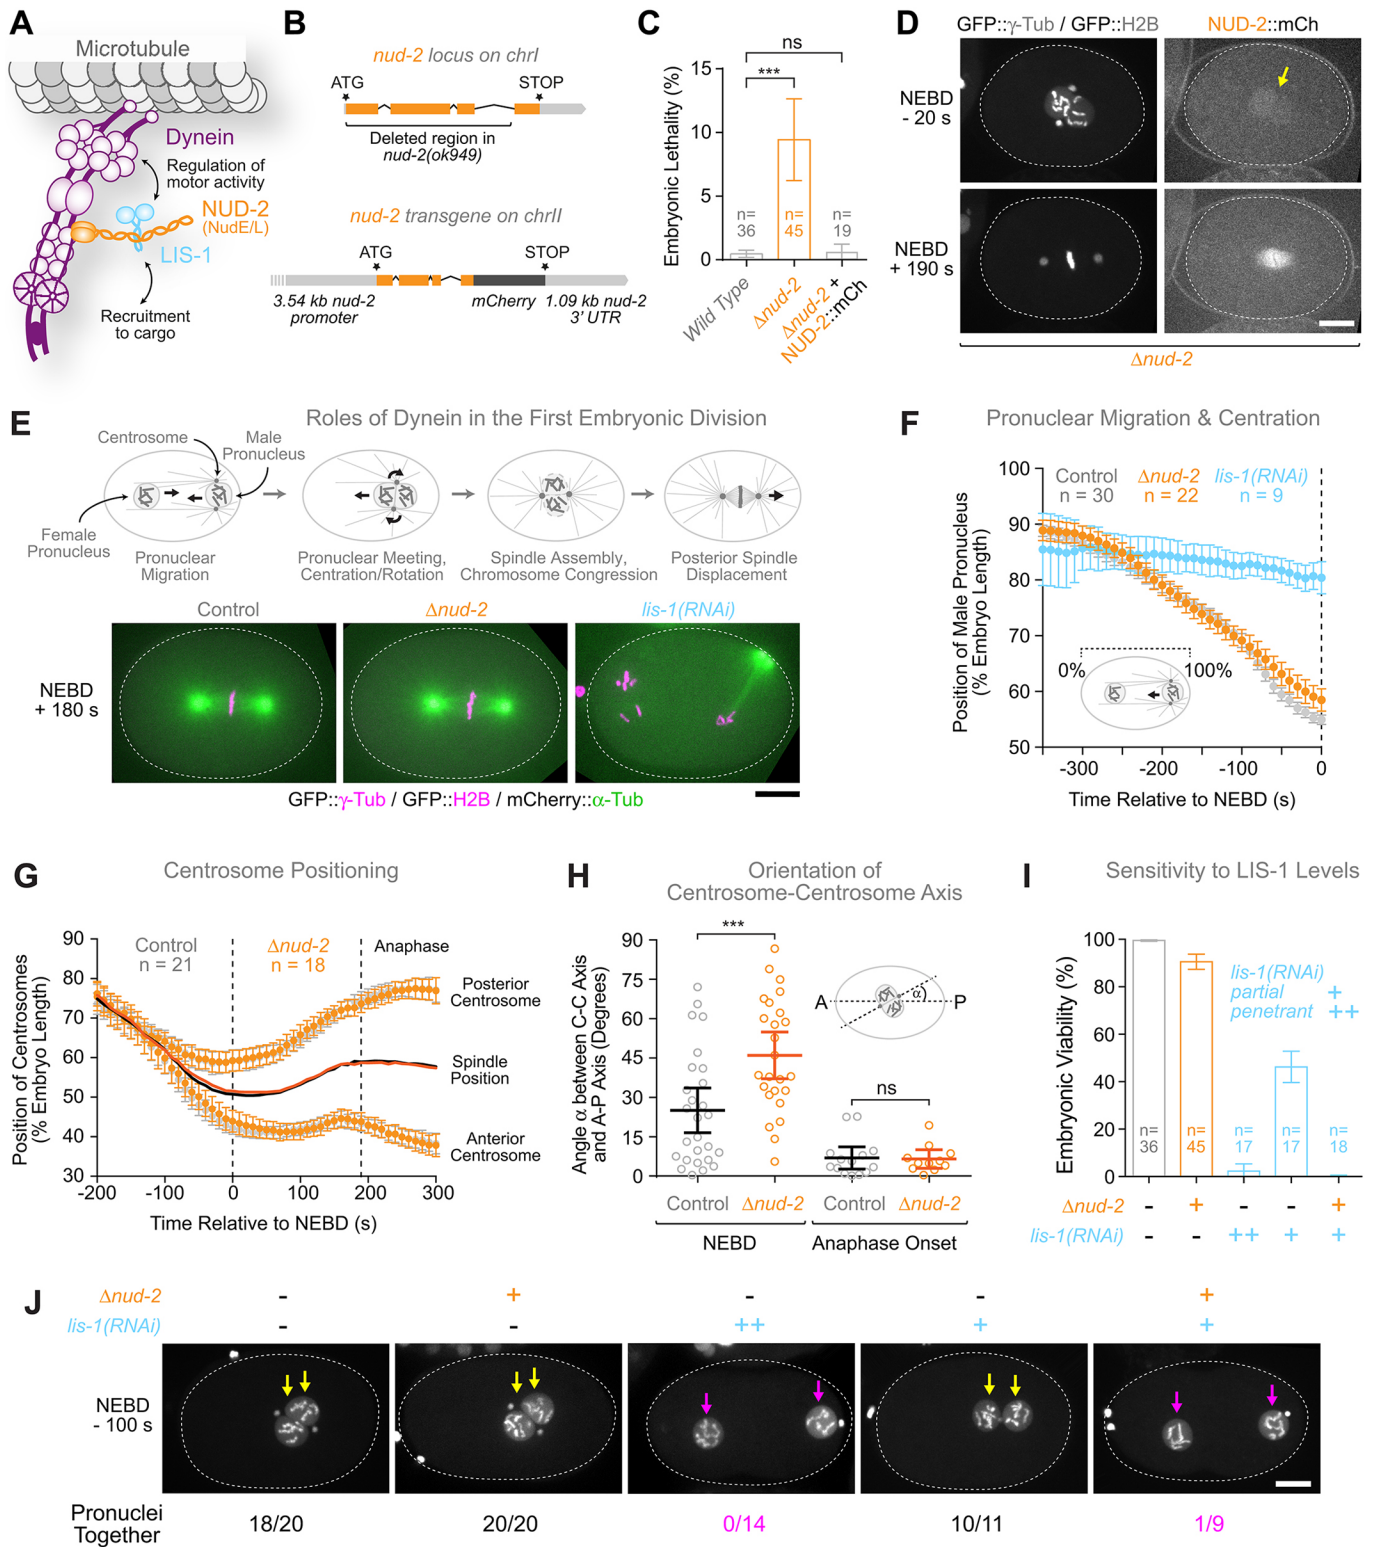 A
Microtubule
Dynein
Regulation of
motor activity
NUD-2
(NudE/L)
LIS-1
Recruitment
to cargo
B
nud-2 locus on chrI
ATG
STOP
Deleted region in
nud-2(ok949)
nud-2 transgene on chrII
ATG
STOP
3.54 kb nud-2
promoter
mCherry
1.09 kb nud-2
3' UTR
C
Embryonic Lethality (%)
15
10
5
0
ns
***
n=
36
n=
45
n=
19
Wild Type
Δnud-2
Δnud-2 +
NUD-2::mCh
D
GFP::γ-Tub / GFP::H2B
NUD-2::mCh
NEBD
- 20 s
NEBD
+ 190 s
Δnud-2
E
Roles of Dynein in the First Embryonic Division
Centrosome
Male
Pronucleus
Female
Pronucleus
Pronuclear
Migration
Pronuclear Meeting,
Centration/Rotation
Spindle Assembly,
Chromosome Congression
Posterior Spindle
Displacement
Control
Δnud-2
lis-1(RNAi)
NEBD
+ 180 s
GFP::γ-Tub / GFP::H2B / mCherry::α-Tub
F
Pronuclear Migration & Centration
Position of Male Pronucleus
(% Embryo Length)
100
90
80
70
60
50
Control
n = 30
Δnud-2
n = 22
lis-1(RNAi)
n = 9
0%
100%
-300
-200
-100
0
Time Relative to NEBD (s)
G
Centrosome Positioning
Position of Centrosomes
(% Embryo Length)
90
80
70
60
50
40
30
Control
n = 21
Δnud-2
n = 18
Anaphase
Posterior
Centrosome
Spindle
Position
Anterior
Centrosome
-200
-100
0
100
200
300
Time Relative to NEBD (s)
H
Orientation of
Centrosome-Centrosome Axis
Angle α between C-C Axis
and A-P Axis (Degrees)
90
75
60
45
30
15
0
***
ns
A
α
P
Control
Δnud-2
Control
Δnud-2
NEBD
Anaphase Onset
I
Sensitivity to LIS-1 Levels
Embryonic Viability (%)
100
80
60
40
20
0
lis-1(RNAi)
partial +
penetrant ++
n=
36
n=
45
n=
17
n=
17
n=
18
Δnud-2 - + - - +
lis-1(RNAi) - - ++ + +
J
Δnud-2 - + - - +
lis-1(RNAi) - - ++ + +
NEBD
- 100 s
Pronuclei
Together
18/20
20/20
0/14
10/11
1/9